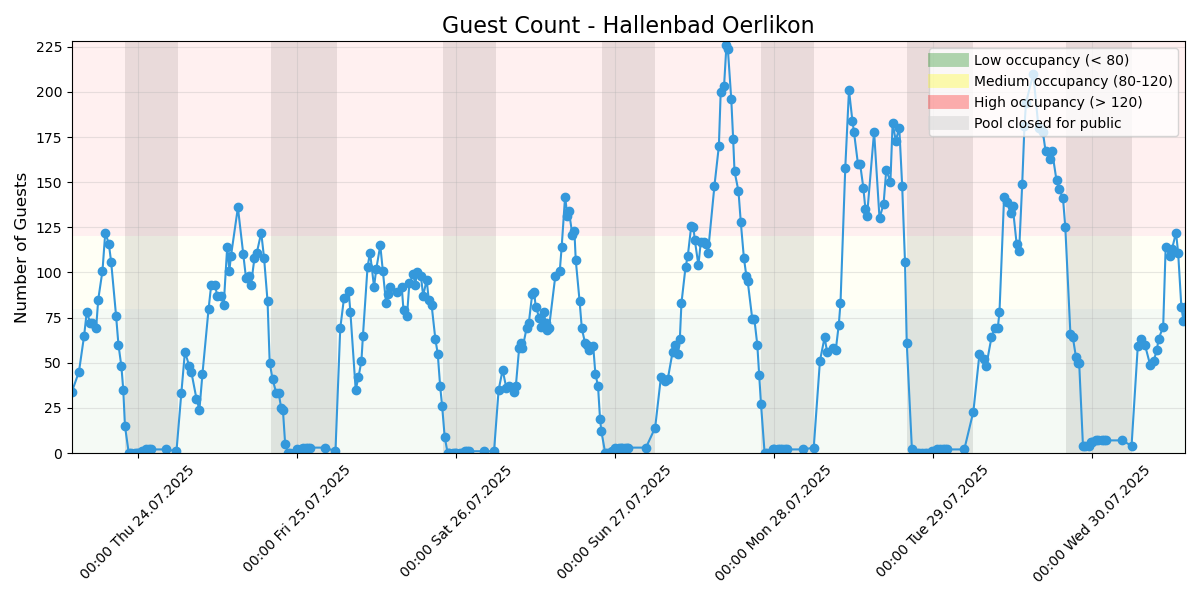 Guest Count - Hallenbad Oerlikon
Number of Guests
225
200
175
150
125
100
75
50
25
0
Low occupancy (< 80)
Medium occupancy (80-120)
High occupancy (> 120)
Pool closed for public
00:00 Thu 24.07.2025
00:00 Fri 25.07.2025
00:00 Sat 26.07.2025
00:00 Sun 27.07.2025
00:00 Mon 28.07.2025
00:00 Tue 29.07.2025
00:00 Wed 30.07.2025